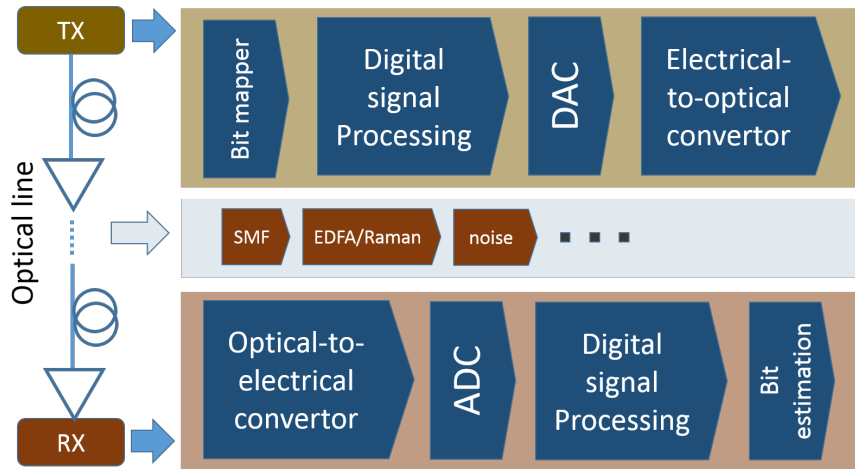 TX
Bit mapper
Digital
signal
Processing
DAC
Electrical-
to-optical
convertor
Optical line
SMF
EDFA/Raman
noise
RX
Optical-to-
electrical
convertor
ADC
Digital
signal
Processing
Bit
estimation